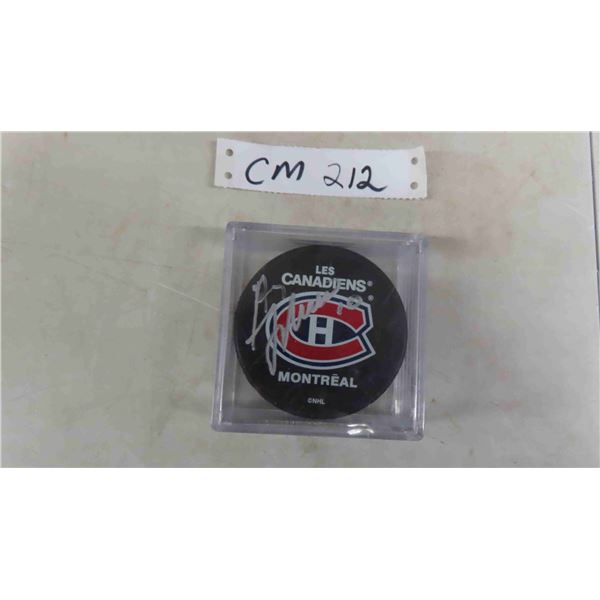 CM 212
LES
CANADIENS®
®
H
MONTRÉAL
©NHL